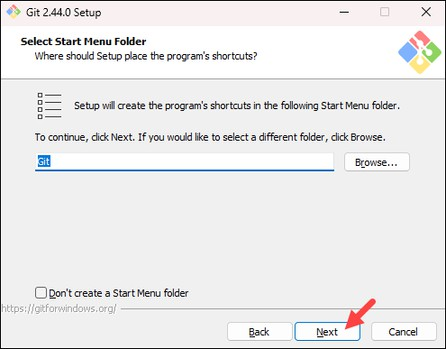 Git 2.44.0 Setup
Select Start Menu Folder
Where should Setup place the program's shortcuts?
Setup will create the program's shortcuts in the following Start Menu folder.
To continue, click Next. If you would like to select a different folder, click Browse.
Git
Browse...
Don't create a Start Menu folder
https://gitforwindows.org/
Back
Next
Cancel